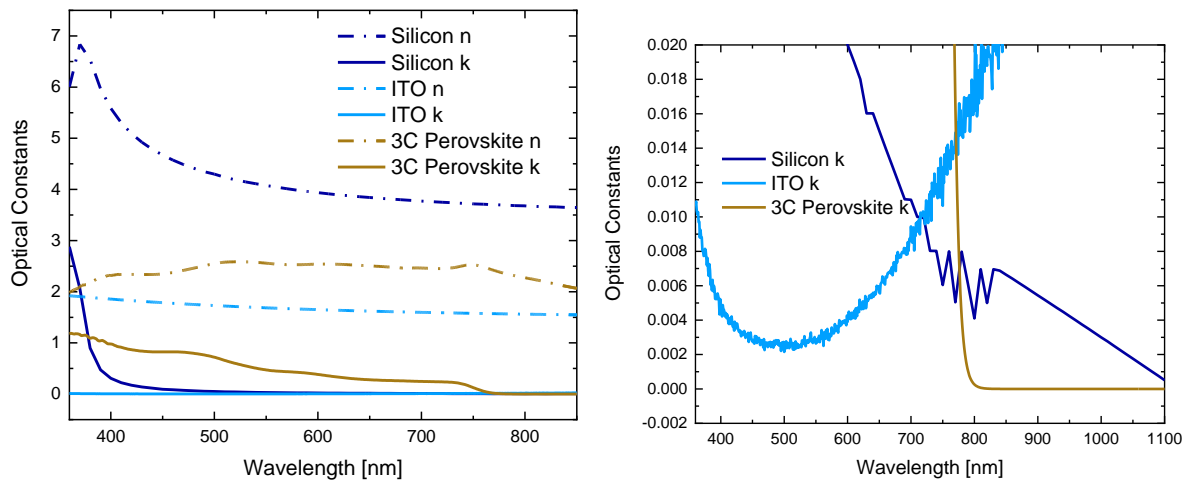 7
6
5
4
3
2
1
0
Optical Constants
400
500
600
700
800
Wavelength [nm]
Silicon n
Silicon k
ITO n
ITO k
3C Perovskite n
3C Perovskite k
0.020
0.018
0.016
0.014
0.012
0.010
0.008
0.006
0.004
0.002
0.000
-0.002
Optical Constants
400
500
600
700
800
900
1000
1100
Wavelength [nm]
Silicon k
ITO k
3C Perovskite k